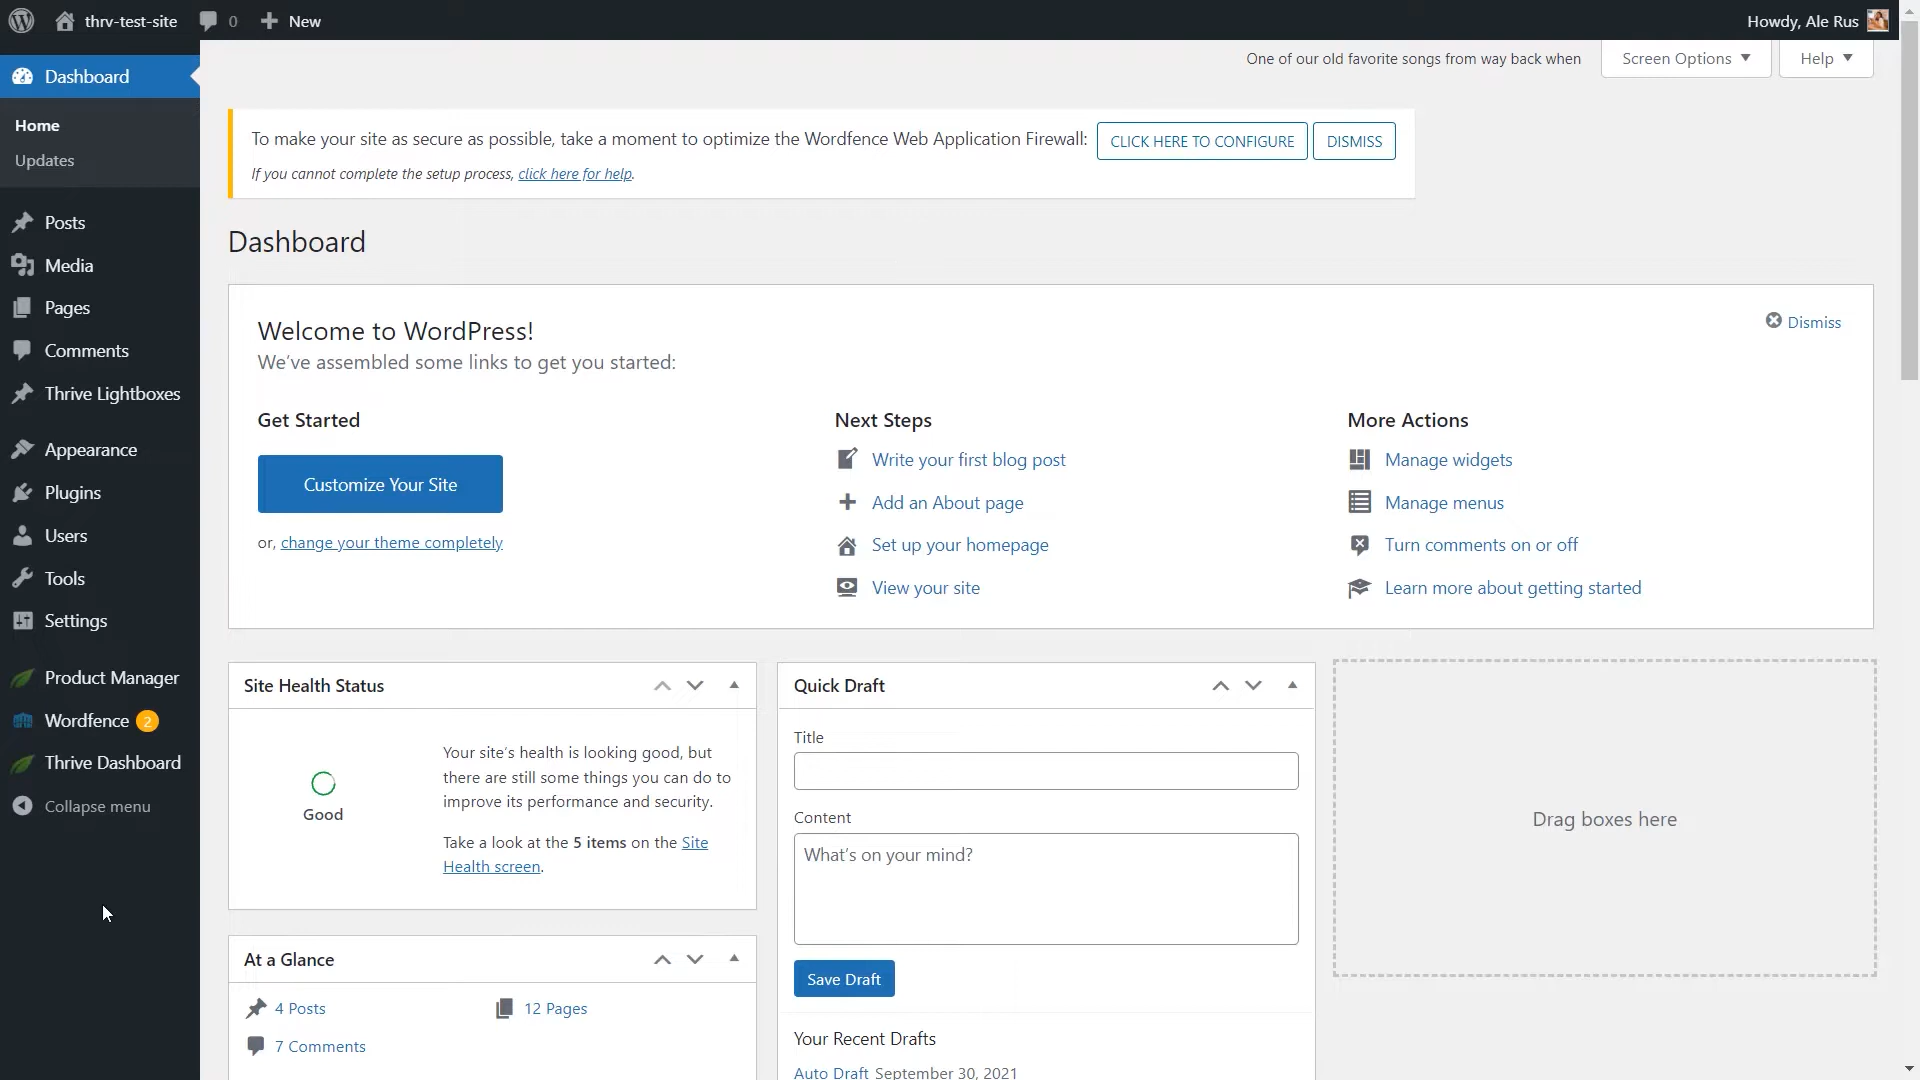 thrv-test-site 0 New Howdy, Ale Rus
Dashboard
Home
Updates
Posts
Media
Pages
Comments
Thrive Lightboxes
Appearance
Plugins
Users
Tools
Settings
Product Manager
Wordfence 2
Thrive Dashboard
Collapse menu
One of our old favorite songs from way back when Screen Options Help
To make your site as secure as possible, take a moment to optimize the Wordfence Web Application Firewall: CLICK HERE TO CONFIGURE DISMISS
If you cannot complete the setup process, click here for help.
Dashboard
Welcome to WordPress!
Dismiss
We've assembled some links to get you started:
Get Started
Customize Your Site
or, change your theme completely
Next Steps
Write your first blog post
Add an About page
Set up your homepage
View your site
More Actions
Manage widgets
Manage menus
Turn comments on or off
Learn more about getting started
Site Health Status
Good
Your site's health is looking good, but
there are still some things you can do to
improve its performance and security.
Take a look at the 5 items on the Site
Health screen.
At a Glance
4 Posts 12 Pages
7 Comments
Quick Draft
Title
Content
What's on your mind?
Save Draft
Your Recent Drafts
Auto Draft September 30, 2021
Drag boxes here